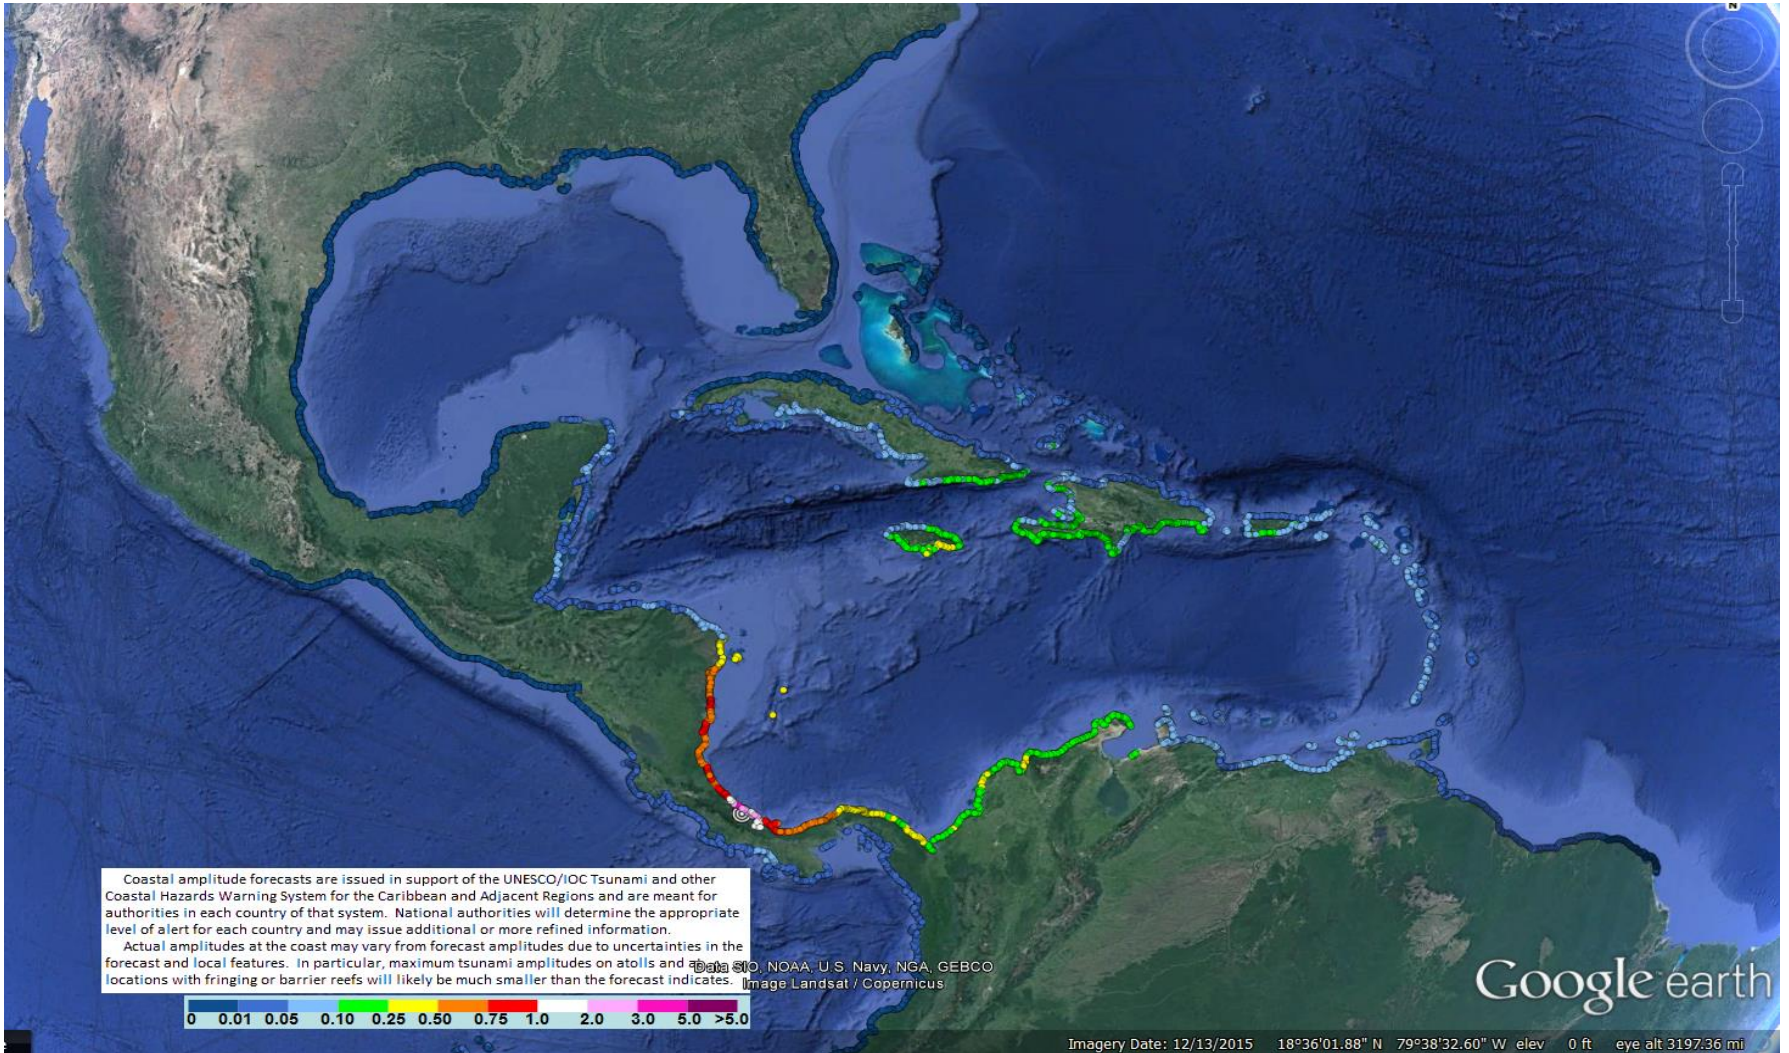 N
Coastal amplitude forecasts are issued in support of the UNESCO/IOC Tsunami and other
Coastal Hazards Warning System for the Caribbean and Adjacent Regions and are meant for
authorities in each country of that system. National authorities will determine the appropriate
level of alert for each country and may issue additional or more refined information.
Actual amplitudes at the coast may vary from forecast amplitudes due to uncertainties in the
forecast and local features. In particular, maximum tsunami amplitudes on atolls and at
locations with fringing or barrier reefs will likely be much smaller than the forecast indicates.
Data SIO, NOAA, U.S. Navy, NGA, GEBCO
Image Landsat / Copernicus
Google earth
0 0.01 0.05 0.10 0.25 0.50 0.75 1.0 2.0 3.0 5.0 >5.0
Imagery Date: 12/13/2015 18°36'01.88" N 79°38'32.60" W elev 0 ft eye alt 3197.36 mi